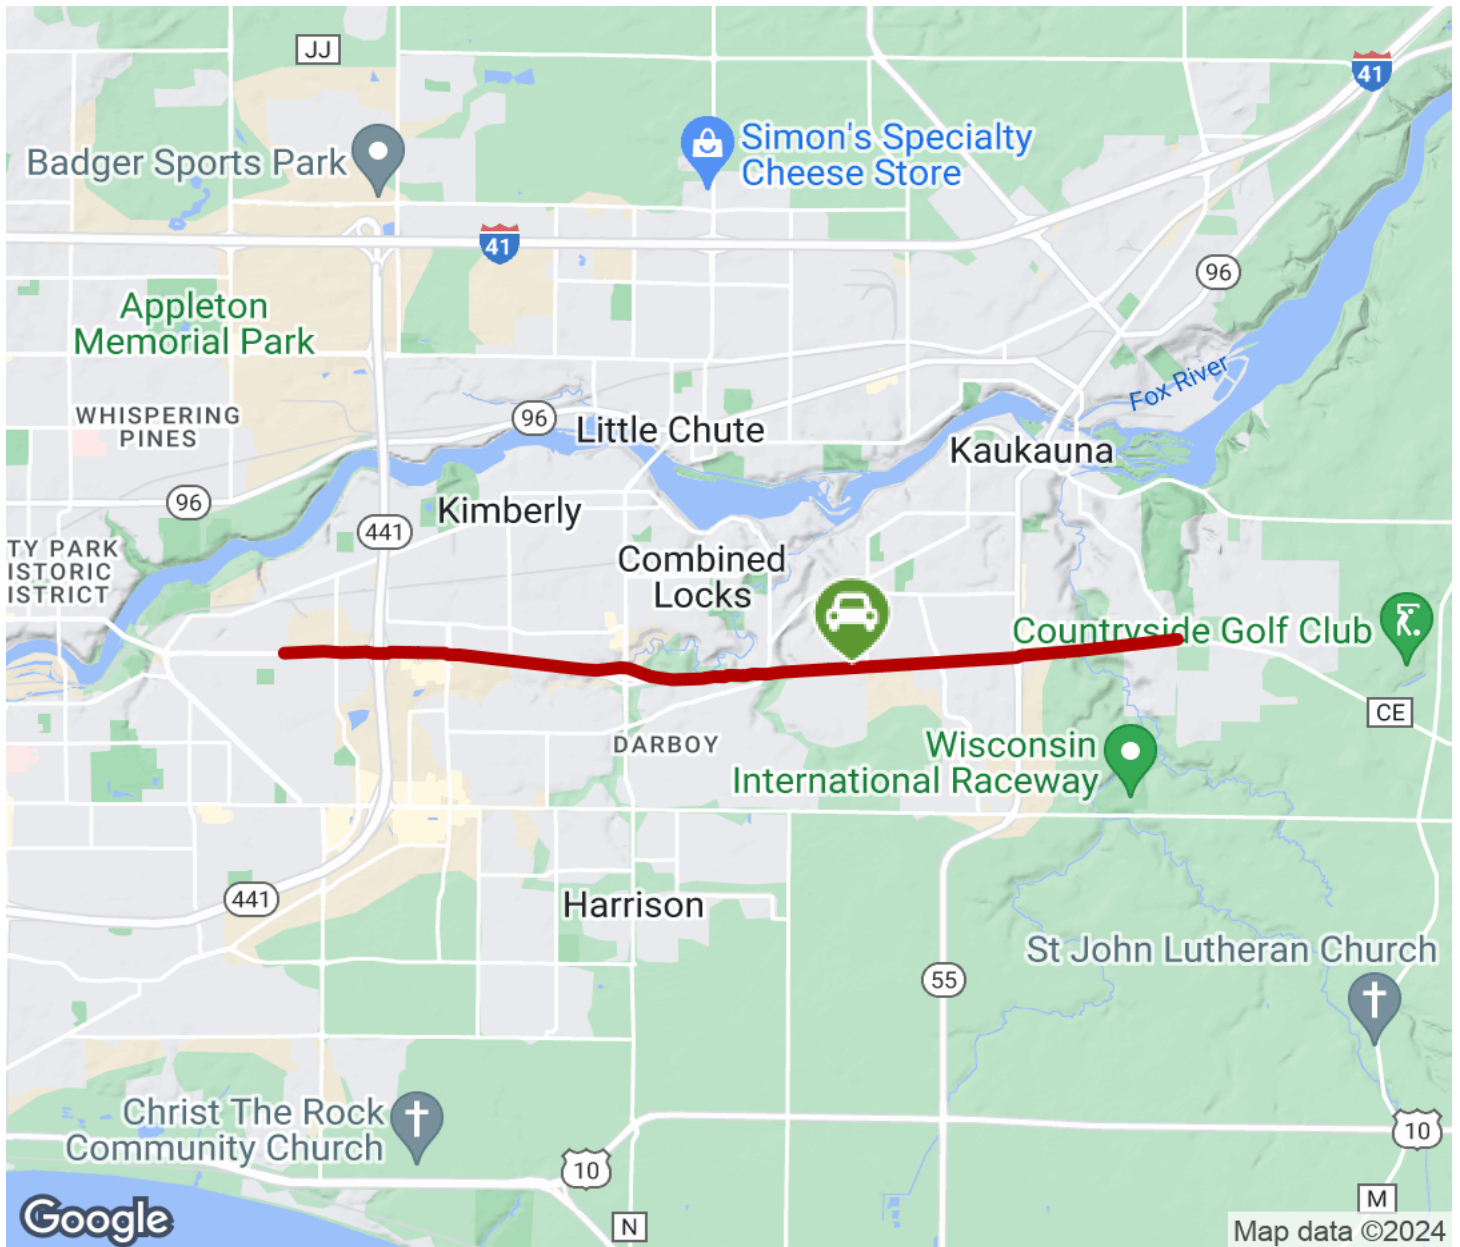 JJ
41
Simon's Specialty
Cheese Store
Badger Sports Park
41
96
Appleton
Memorial Park
WHISPERING
PINES
96
Little Chute
Fox River
Kaukauna
96
Kimberly
441
TY PARK
ISTORIC
ISTRICT
Combined
Locks
Countryside Golf Club
CE
DARBOY
Wisconsin
International Raceway
441
Harrison
St John Lutheran Church
55
Christ The Rock
Community Church
10
10
M
N
Google
Map data ©2024